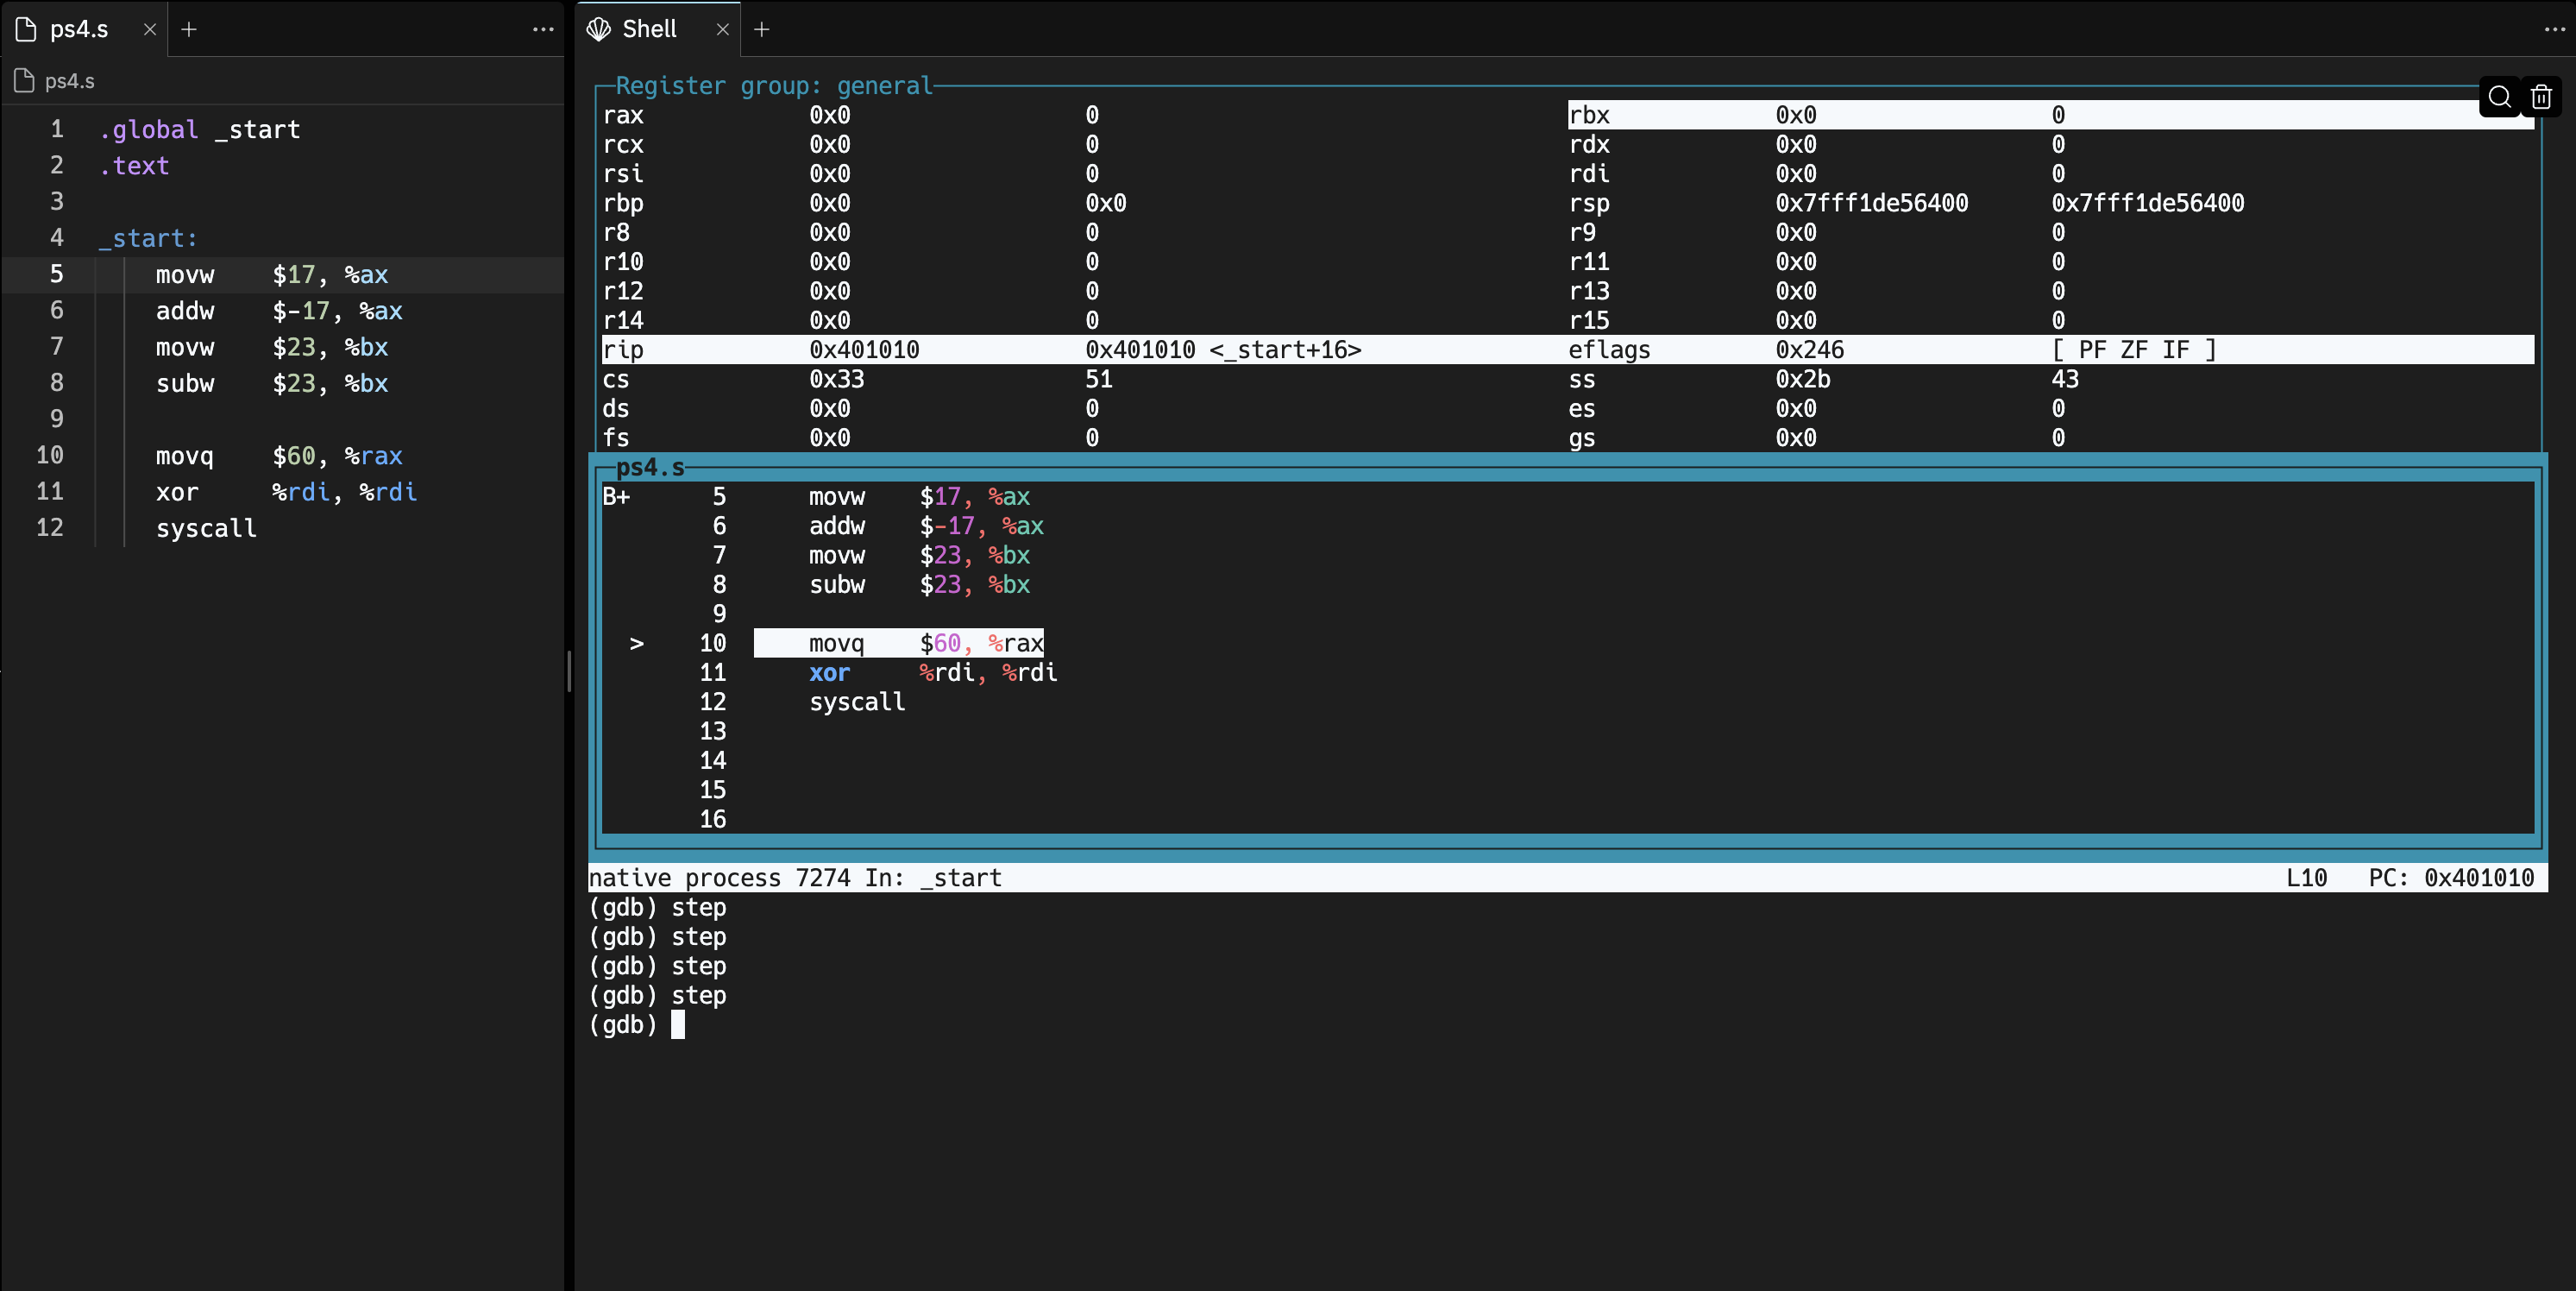 ps4.s
ps4.s
1 .global _start
2 .text
3
4 _start:
5 movw $17, %ax
6 addw $-17, %ax
7 movw $23, %bx
8 subw $23, %bx
9
10 movq $60, %rax
11 xor %rdi, %rdi
12 syscall
Shell
Register group: general
rax 0x0 0 rbx 0x0 0
rcx 0x0 0 rdx 0x0 0
rsi 0x0 0 rdi 0x0 0
rbp 0x0 0x0 rsp 0x7fff1de56400 0x7fff1de56400
r8 0x0 0 r9 0x0 0
r10 0x0 0 r11 0x0 0
r12 0x0 0 r13 0x0 0
r14 0x0 0 r15 0x0 0
rip 0x401010 0x401010 <_start+16> eflags 0x246 [ PF ZF IF ]
cs 0x33 51 ss 0x2b 43
ds 0x0 0 es 0x0 0
fs 0x0 0 gs 0x0 0
ps4.s
B+ 5 movw $17, %ax
6 addw $-17, %ax
7 movw $23, %bx
8 subw $23, %bx
9
> 10 movq $60, %rax
11 xor %rdi, %rdi
12 syscall
13
14
15
16
native process 7274 In: _start L10 PC: 0x401010
(gdb) step
(gdb) step
(gdb) step
(gdb) step
(gdb)